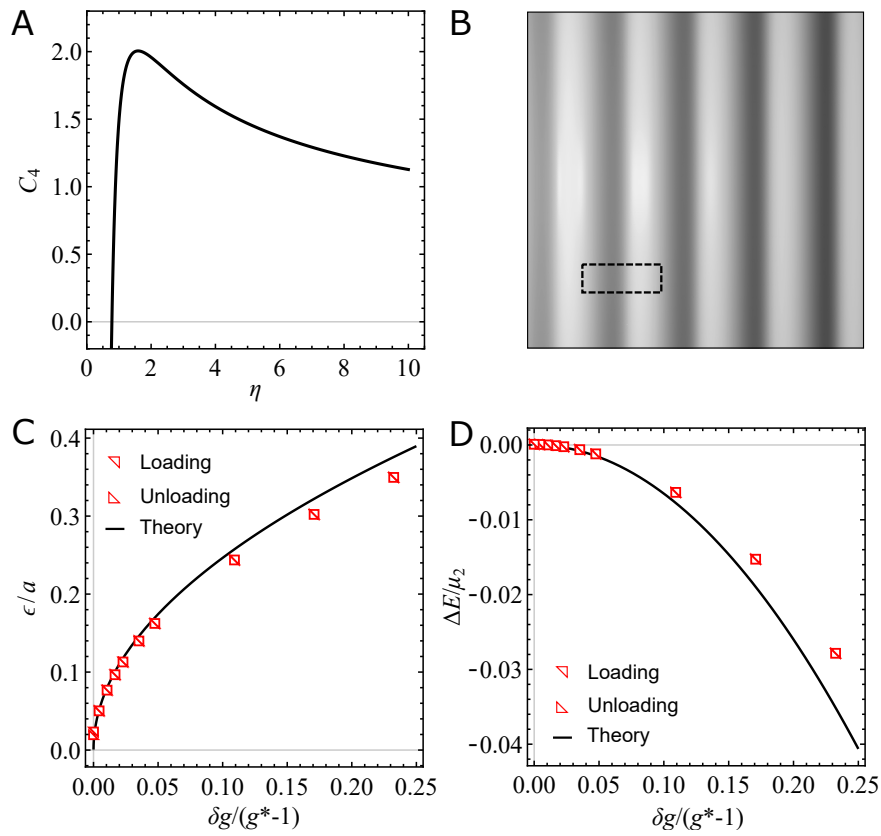 A
C₄
2.0
1.5
1.0
0.5
0.0
0 2 4 6 8 10
η
B
C
ϵ/a
0.4
0.3
0.2
0.1
0.0
Loading
Unloading
Theory
0.00 0.05 0.10 0.15 0.20 0.25
δg/(g*-1)
D
ΔE/μ₂
0.00
-0.01
-0.02
-0.03
-0.04
Loading
Unloading
Theory
0.00 0.05 0.10 0.15 0.20 0.25
δg/(g*-1)